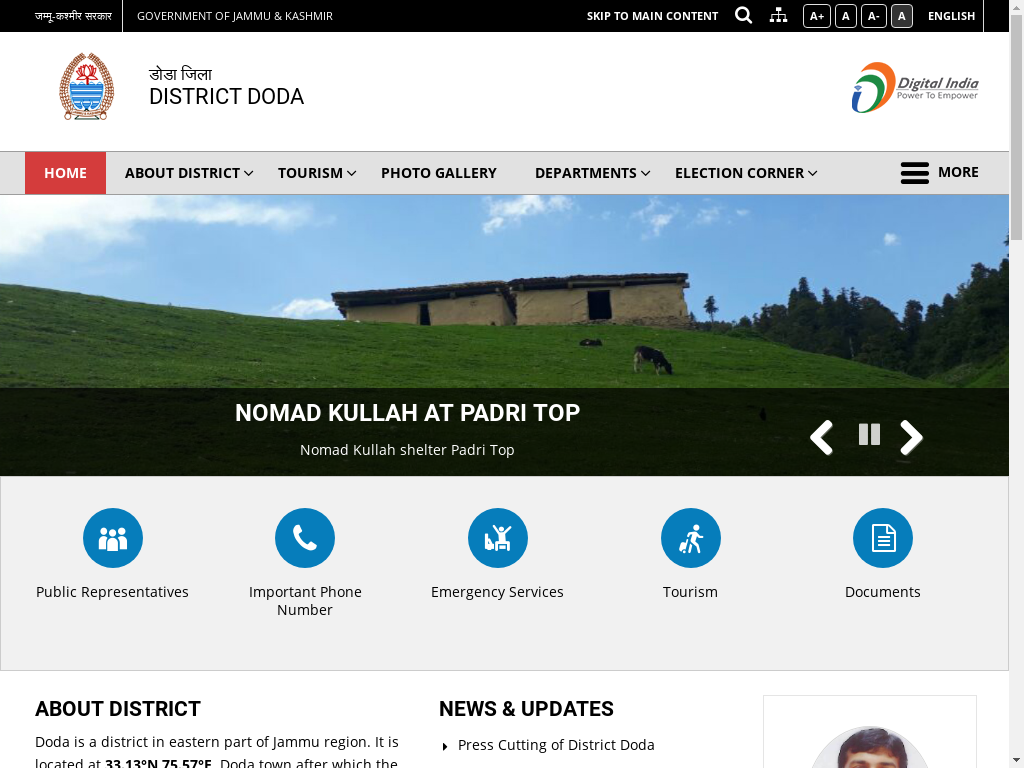 जम्मू-कश्मीर सरकार
GOVERNMENT OF JAMMU & KASHMIR
SKIP TO MAIN CONTENT
A+
A
A-
A
ENGLISH
डोडा जिला
DISTRICT DODA
Digital India
Power To Empower
HOME
ABOUT DISTRICT
TOURISM
PHOTO GALLERY
DEPARTMENTS
ELECTION CORNER
MORE
NOMAD KULLAH AT PADRI TOP
Nomad Kullah shelter Padri Top
Public Representatives
Important Phone
Number
Emergency Services
Tourism
Documents
ABOUT DISTRICT
Doda is a district in eastern part of Jammu region. It is
located at 33.13°N 75.57°E. Doda town after which the
NEWS & UPDATES
Press Cutting of District Doda